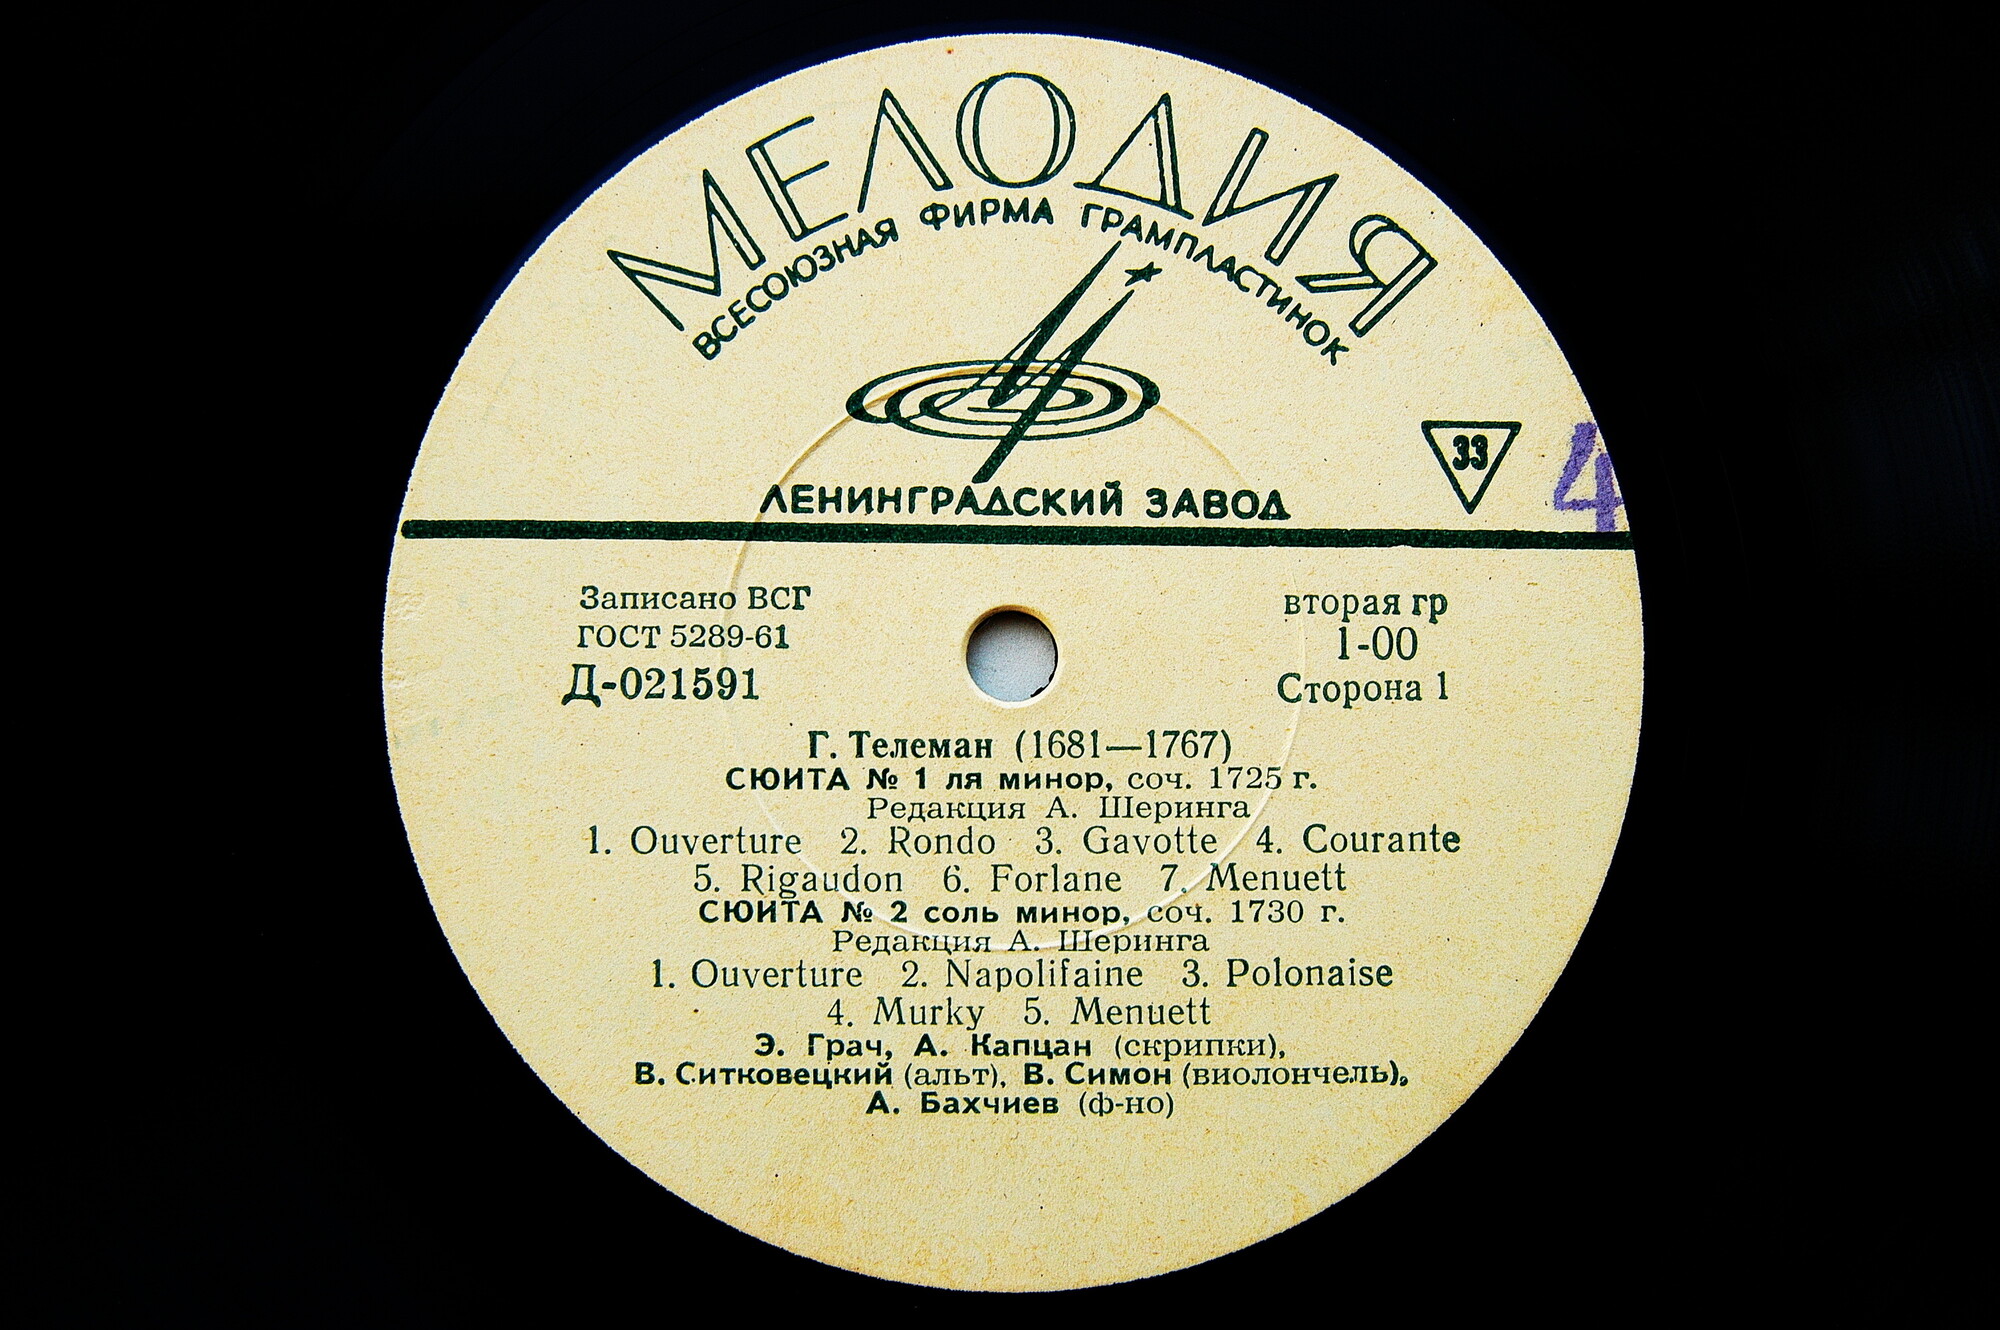 МЕЛОДИЯ
ВСЕСОЮЗНАЯ ФИРМА ГРАМПЛАСТИНОК
33
4
ЛЕНИНГРАДСКИЙ ЗАВОД
Записано ВСГ
ГОСТ 5289-61
Д-021591
вторая гр
1-00
Сторона 1
Г. Телеман (1681—1767)
СЮИТА № 1 ля минор, соч. 1725 г.
Редакция А. Шеринга
1. Ouverture 2. Rondo 3. Gavotte 4. Courante
5. Rigaudon 6. Forlane 7. Menuett
СЮИТА № 2 соль минор, соч. 1730 г.
Редакция А. Шеринга
1. Ouverture 2. Napolifaine 3. Polonaise
4. Murky 5. Menuett
Э. Грач, А. Капцан (скрипки),
В. Ситковецкий (альт), В. Симон (виолончель),
А. Бахчиев (ф-но)